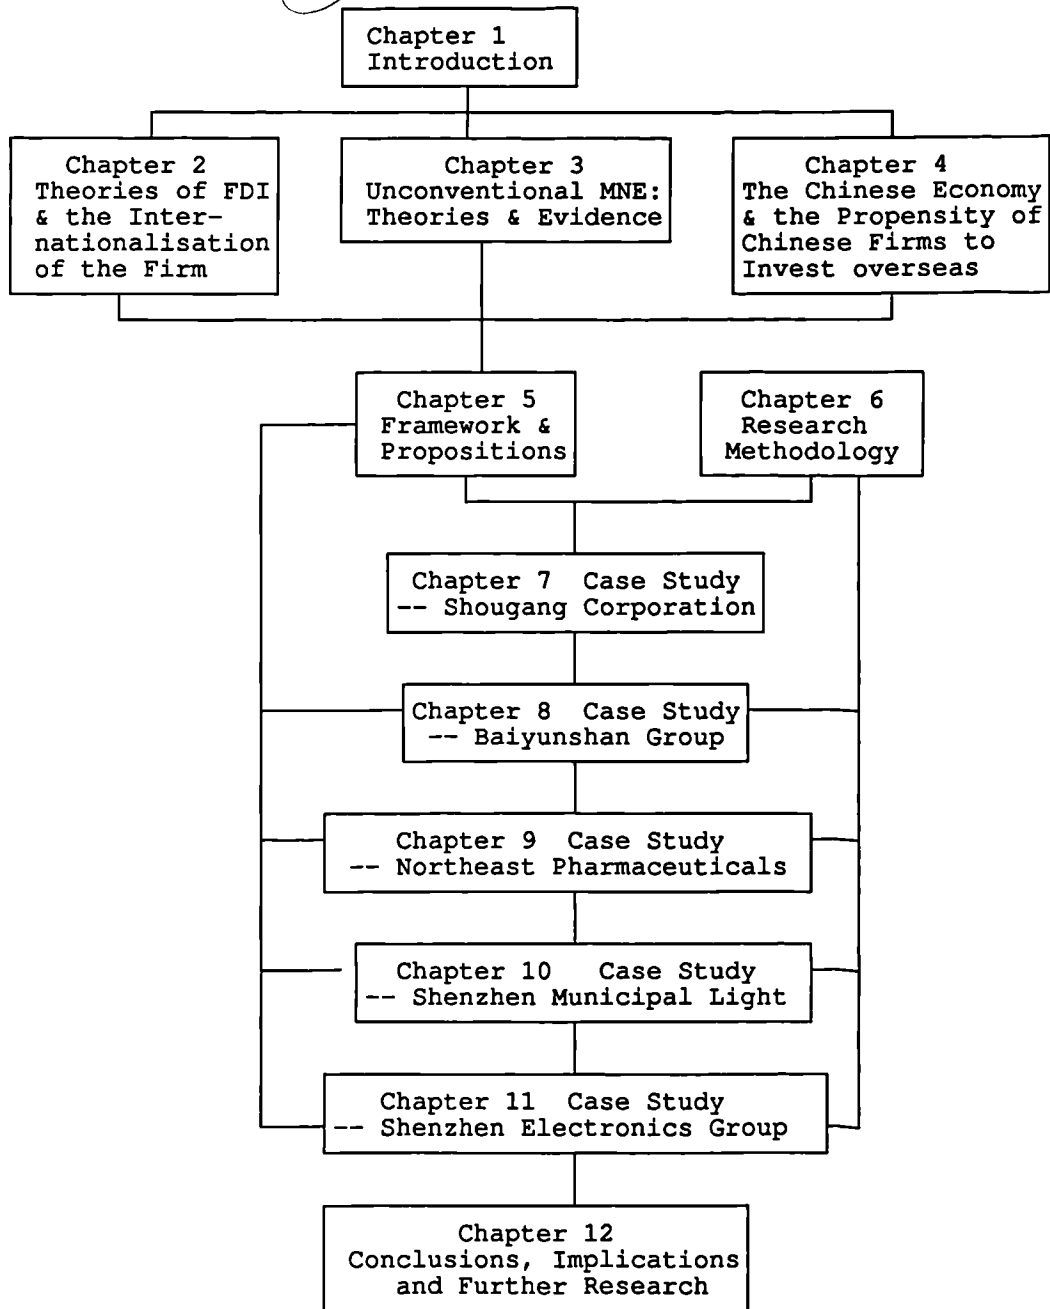 Chapter 1
Introduction
Chapter 2
Theories of FDI
& the Inter-
nationalisation
of the Firm
Chapter 3
Unconventional MNE:
Theories & Evidence
Chapter 4
The Chinese Economy
& the Propensity of
Chinese Firms to
Invest overseas
Chapter 5
Framework &
Propositions
Chapter 6
Research
Methodology
Chapter 7 Case Study
-- Shougang Corporation
Chapter 8 Case Study
-- Baiyunshan Group
Chapter 9 Case Study
-- Northeast Pharmaceuticals
Chapter 10 Case Study
-- Shenzhen Municipal Light
Chapter 11 Case Study
-- Shenzhen Electronics Group
Chapter 12
Conclusions, Implications
and Further Research